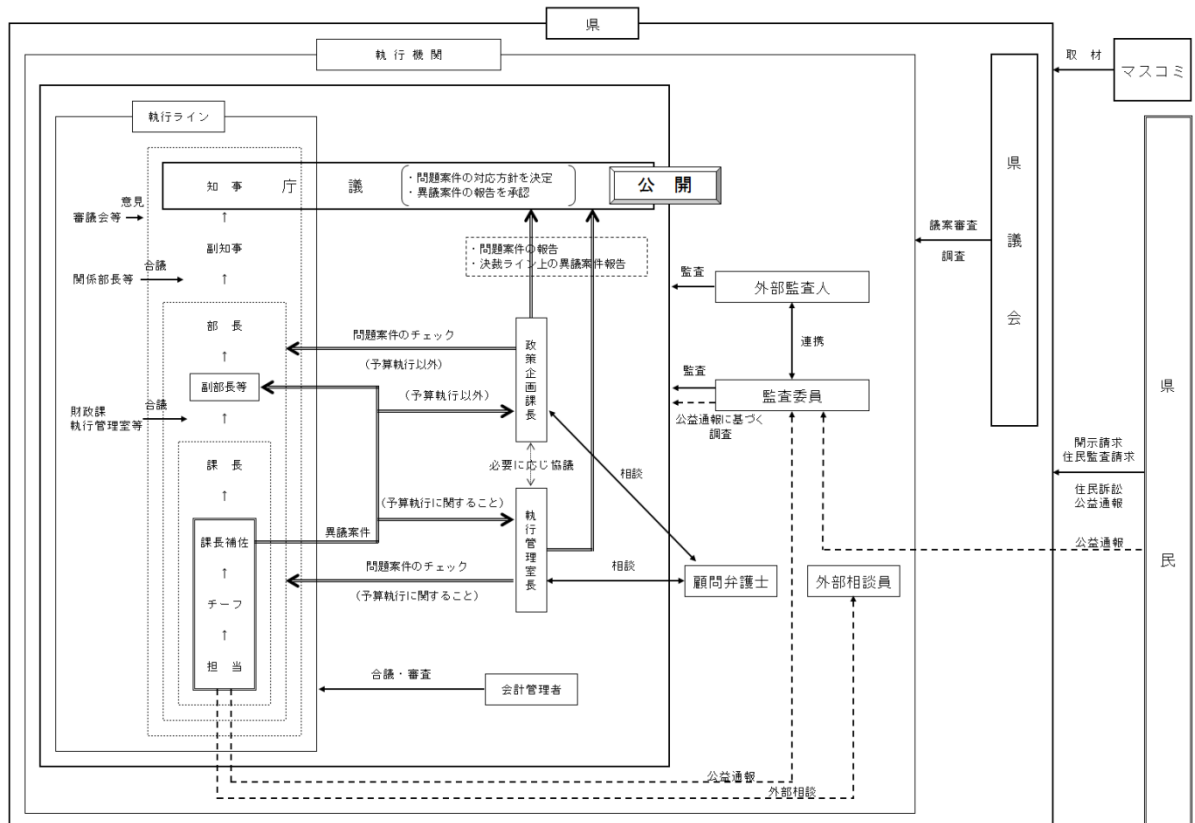 県
執行機関
取材
マスコミ
執行ライン
知事 庁議
・問題案件の対応方針を決定
・異議案件の報告を承認
公開
意見
審議会等
副知事
合議
関係部長等
・問題案件の報告
・決裁ライン上の異議案件報告
監査
外部監査人
議案審査
調査
県議会
部長
問題案件のチェック
(予算執行以外)
政策企画課長
連携
副部長等
(予算執行以外)
監査
監査委員
公益通報に基づく
調査
財政課
執行管理室等
合議
課長
必要に応じ協議
相談
開示請求
住民監査請求
住民訴訟
公益通報
県民
(予算執行に関すること)
執行管理室長
課長補佐
異議案件
公益通報
問題案件のチェック
(予算執行に関すること)
相談
顧問弁護士
外部相談員
チーフ
担当
合議・審査
会計管理者
公益通報
外部相談